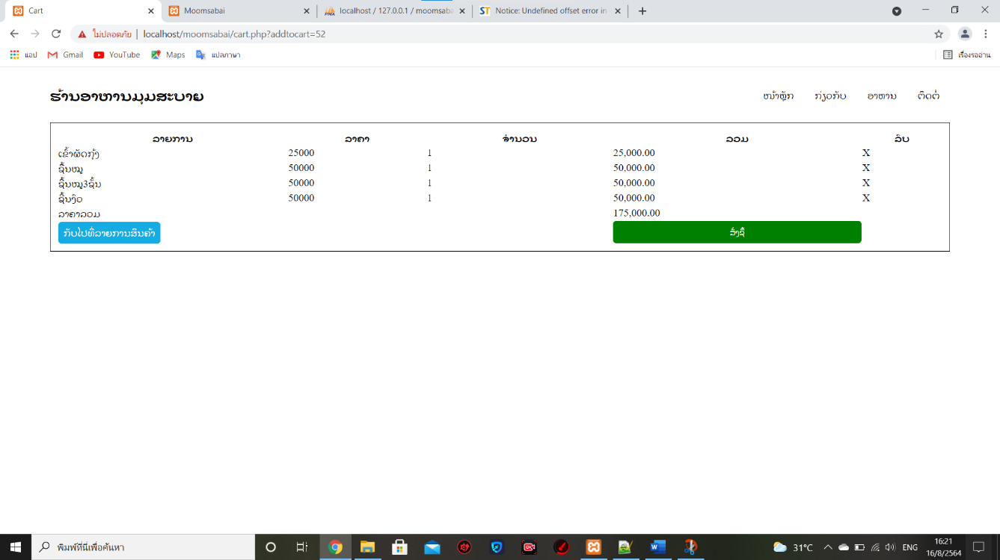 Cart
Moomsabai
localhost / 127.0.0.1 / moomsaba
Notice: Undefined offset error in
ไม่ปลอดภัย | localhost/moomsabai/cart.php?addtocart=52
แอป Gmail YouTube Maps แปลภาษา เรื่องรออ่าน
ຮ້ານອາຫານມຸມສະບາຍ ໜ້າຫຼັກ ກ່ຽວກັບ ອາຫານ ຕິດຕໍ່
ລາຍການ ລາຄາ ຈຳນວນ ລວມ ລົບ
ເຂົ້າຜັດກຸ້ງ 25000 1 25,000.00 X
ຊີ້ນໝູ 50000 1 50,000.00 X
ຊີ້ນໝູ3ຊັ້ນ 50000 1 50,000.00 X
ຊີ້ນງົວ 50000 1 50,000.00 X
ລາຄາລວມ 175,000.00
ກັບໄປທີ່ລາຍການສິນຄ້າ ສັ່ງຊື້
พิมพ์ที่นี่เพื่อค้นหา 31°C ENG
16:21
16/8/2564